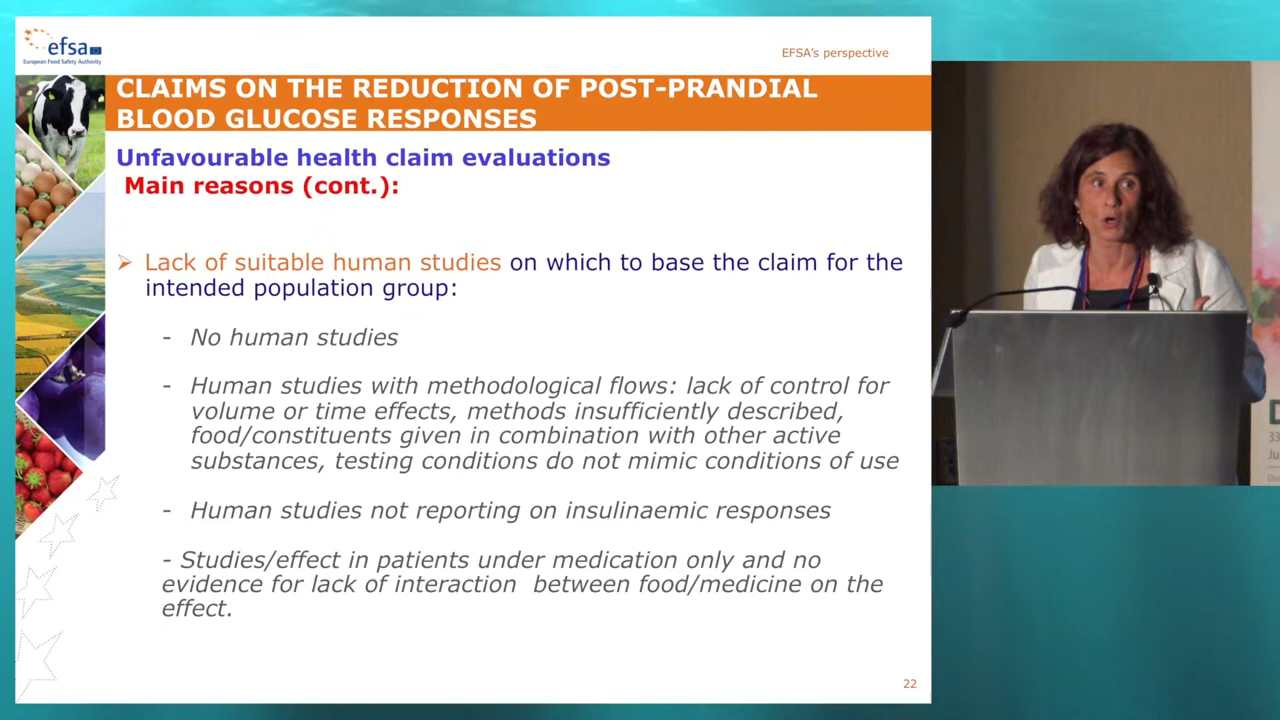 efsa
European Food Safety Authority
EFSA's perspective
CLAIMS ON THE REDUCTION OF POST-PRANDIAL
BLOOD GLUCOSE RESPONSES
Unfavourable health claim evaluations
Main reasons (cont.):
➢ Lack of suitable human studies on which to base the claim for the
intended population group:
- No human studies
- Human studies with methodological flows: lack of control for
volume or time effects, methods insufficiently described,
food/constituents given in combination with other active
substances, testing conditions do not mimic conditions of use
- Human studies not reporting on insulinaemic responses
- Studies/effect in patients under medication only and no
evidence for lack of interaction between food/medicine on the
effect.
22
D
33
Ju